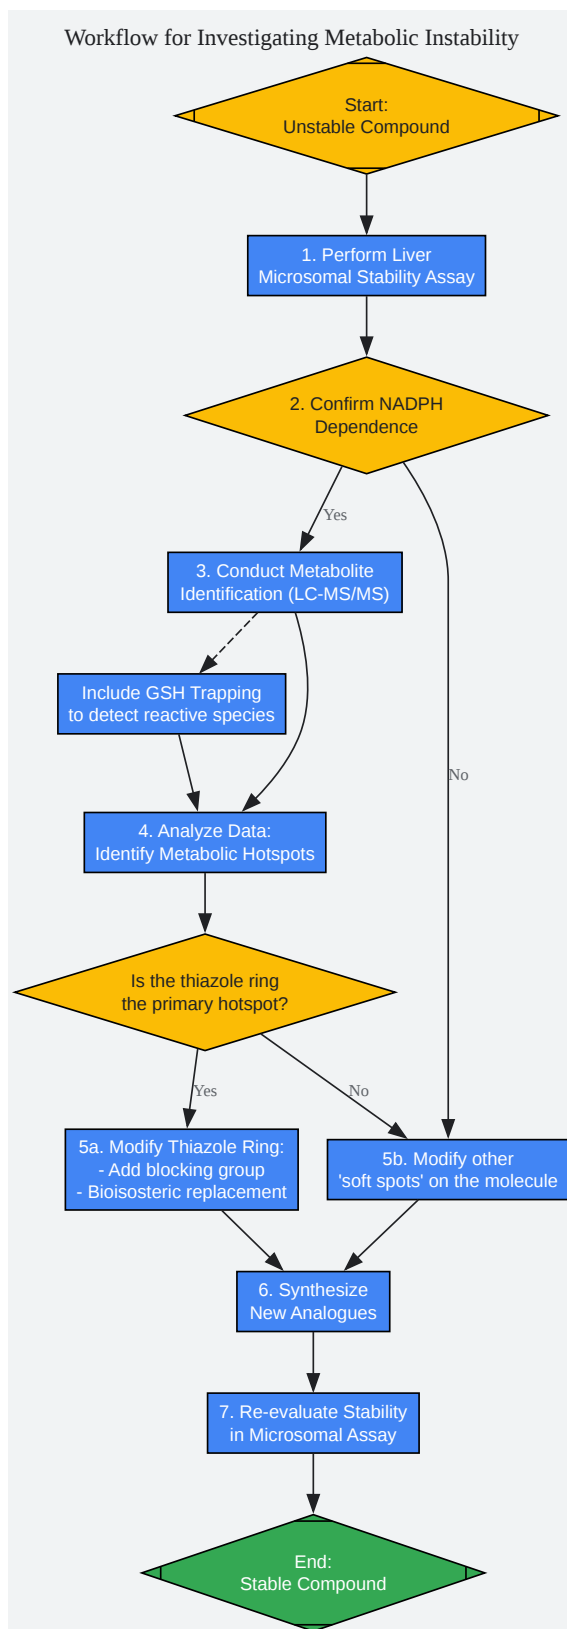 Workflow for Investigating Metabolic Instability
Start:
Unstable Compound
1. Perform Liver
Microsomal Stability Assay
2. Confirm NADPH
Dependence
Yes
3. Conduct Metabolite
Identification (LC-MS/MS)
Include GSH Trapping
to detect reactive species
No
4. Analyze Data:
Identify Metabolic Hotspots
Is the thiazole ring
the primary hotspot?
Yes
No
5a. Modify Thiazole Ring:
- Add blocking group
- Bioisosteric replacement
5b. Modify other
'soft spots' on the molecule
6. Synthesize
New Analogues
7. Re-evaluate Stability
in Microsomal Assay
End:
Stable Compound